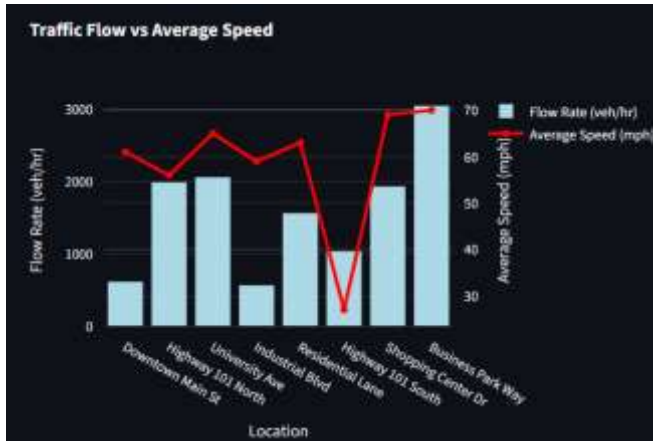 Traffic Flow vs Average Speed
3000
2000
1000
0
Flow Rate (veh/hr)
70
60
50
40
30
Average Speed (mph)
Flow Rate (veh/hr)
Average Speed (mph)
Downtown Main St
Highway 101 North
University Ave
Industrial Blvd
Residential Lane
Highway 101 South
Shopping Center Dr
Business Park Way
Location